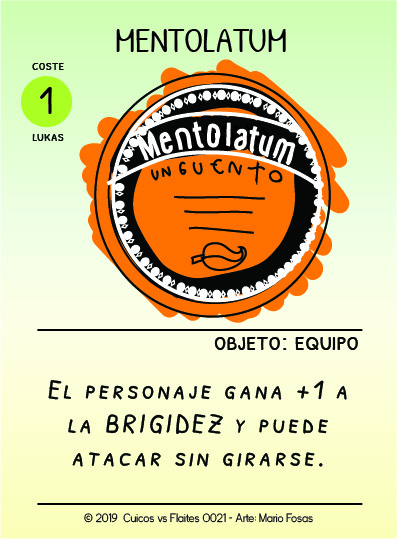 MENTOLATUM
COSTE
1
LUKAS
Mentolatum
UNGUENTO
OBJETO: EQUIPO
EL PERSONAJE GANA +1 A
LA BRIGIDEZ Y PUEDE
ATACAR SIN GIRARSE.
© 2019 Cuicos vs Flaites 0021 - Arte: Mario Fosas